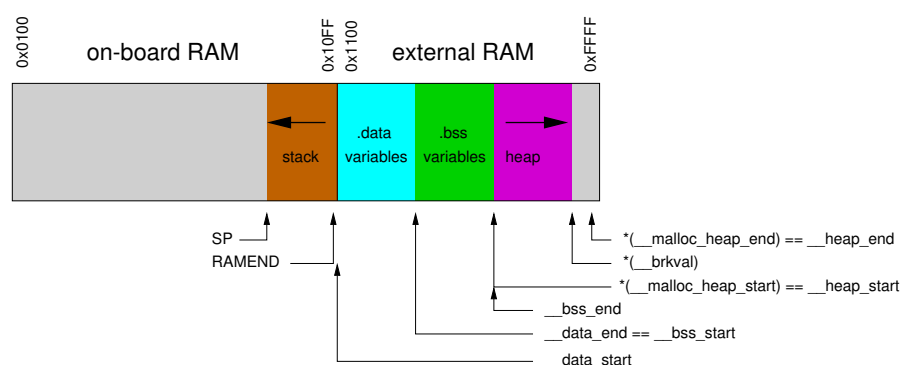 0x0100
on-board RAM
0x10FF
0x1100
external RAM
0xFFFF
stack
.data
variables
.bss
variables
heap
SP
RAMEND
*(__malloc_heap_end) == __heap_end
*(__brkval)
*(__malloc_heap_start) == __heap_start
__bss_end
__data_end == __bss_start
__data_start